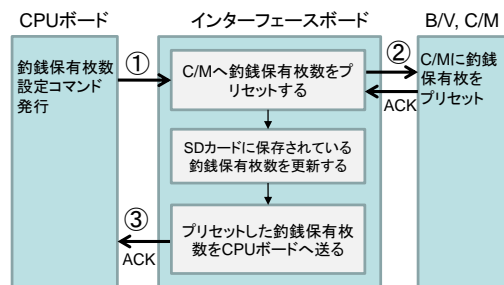 CPUボード
インターフェースボード
B/V, C/M
釣銭保有枚数
設定コマンド
発行
①
C/Mへ釣銭保有枚数をプ
リセットする
②
ACK
C/Mに釣銭
保有枚を
プリセット
SDカードに保存されている
釣銭保有枚数を更新する
③
ACK
プリセットした釣銭保有枚
数をCPUボードへ送る